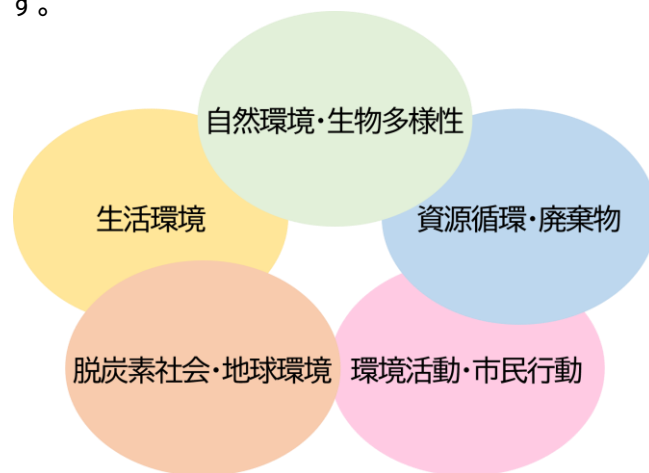 す。
自然環境・生物多様性
生活環境
資源循環・廃棄物
脱炭素社会・地球環境
環境活動・市民行動